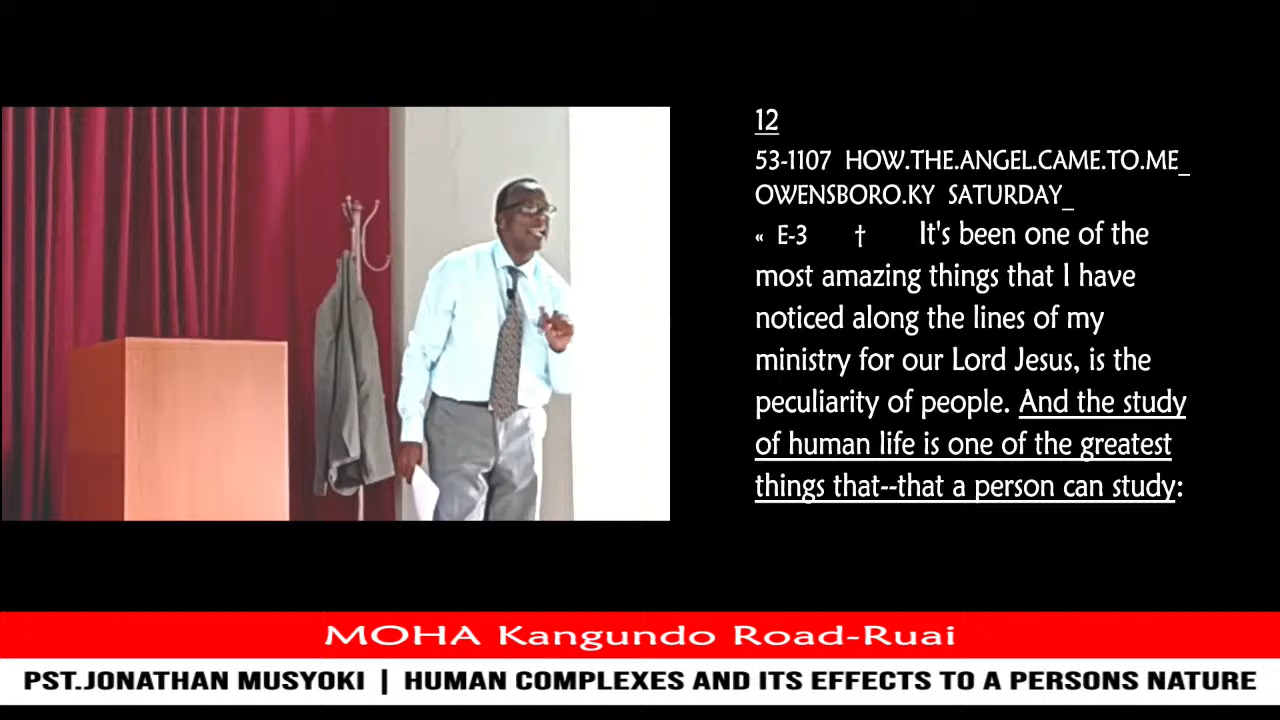 12
53-1107 HOW.THE.ANGEL.CAME.TO.ME_
OWENSBORO.KY SATURDAY_
« E-3 † It's been one of the
most amazing things that I have
noticed along the lines of my
ministry for our Lord Jesus, is the
peculiarity of people. And the study
of human life is one of the greatest
things that--that a person can study:
MOHA Kangundo Road-Ruai
PST.JONATHAN MUSYOKI | HUMAN COMPLEXES AND ITS EFFECTS TO A PERSONS NATURE